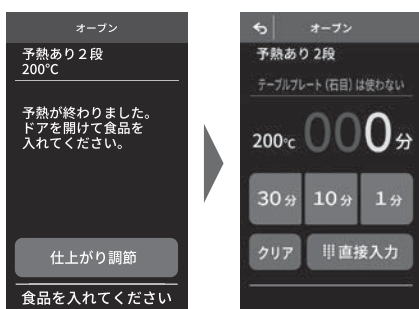 オーブン
予熱あり2段
200℃
予熱が終わりました。
ドアを開けて食品を
入れてください。
仕上がり調節
食品を入れてください
オーブン
予熱あり 2段
テーブルプレート(石目)は使わない
200℃ 000分
30分 10分 1分
クリア 直接入力